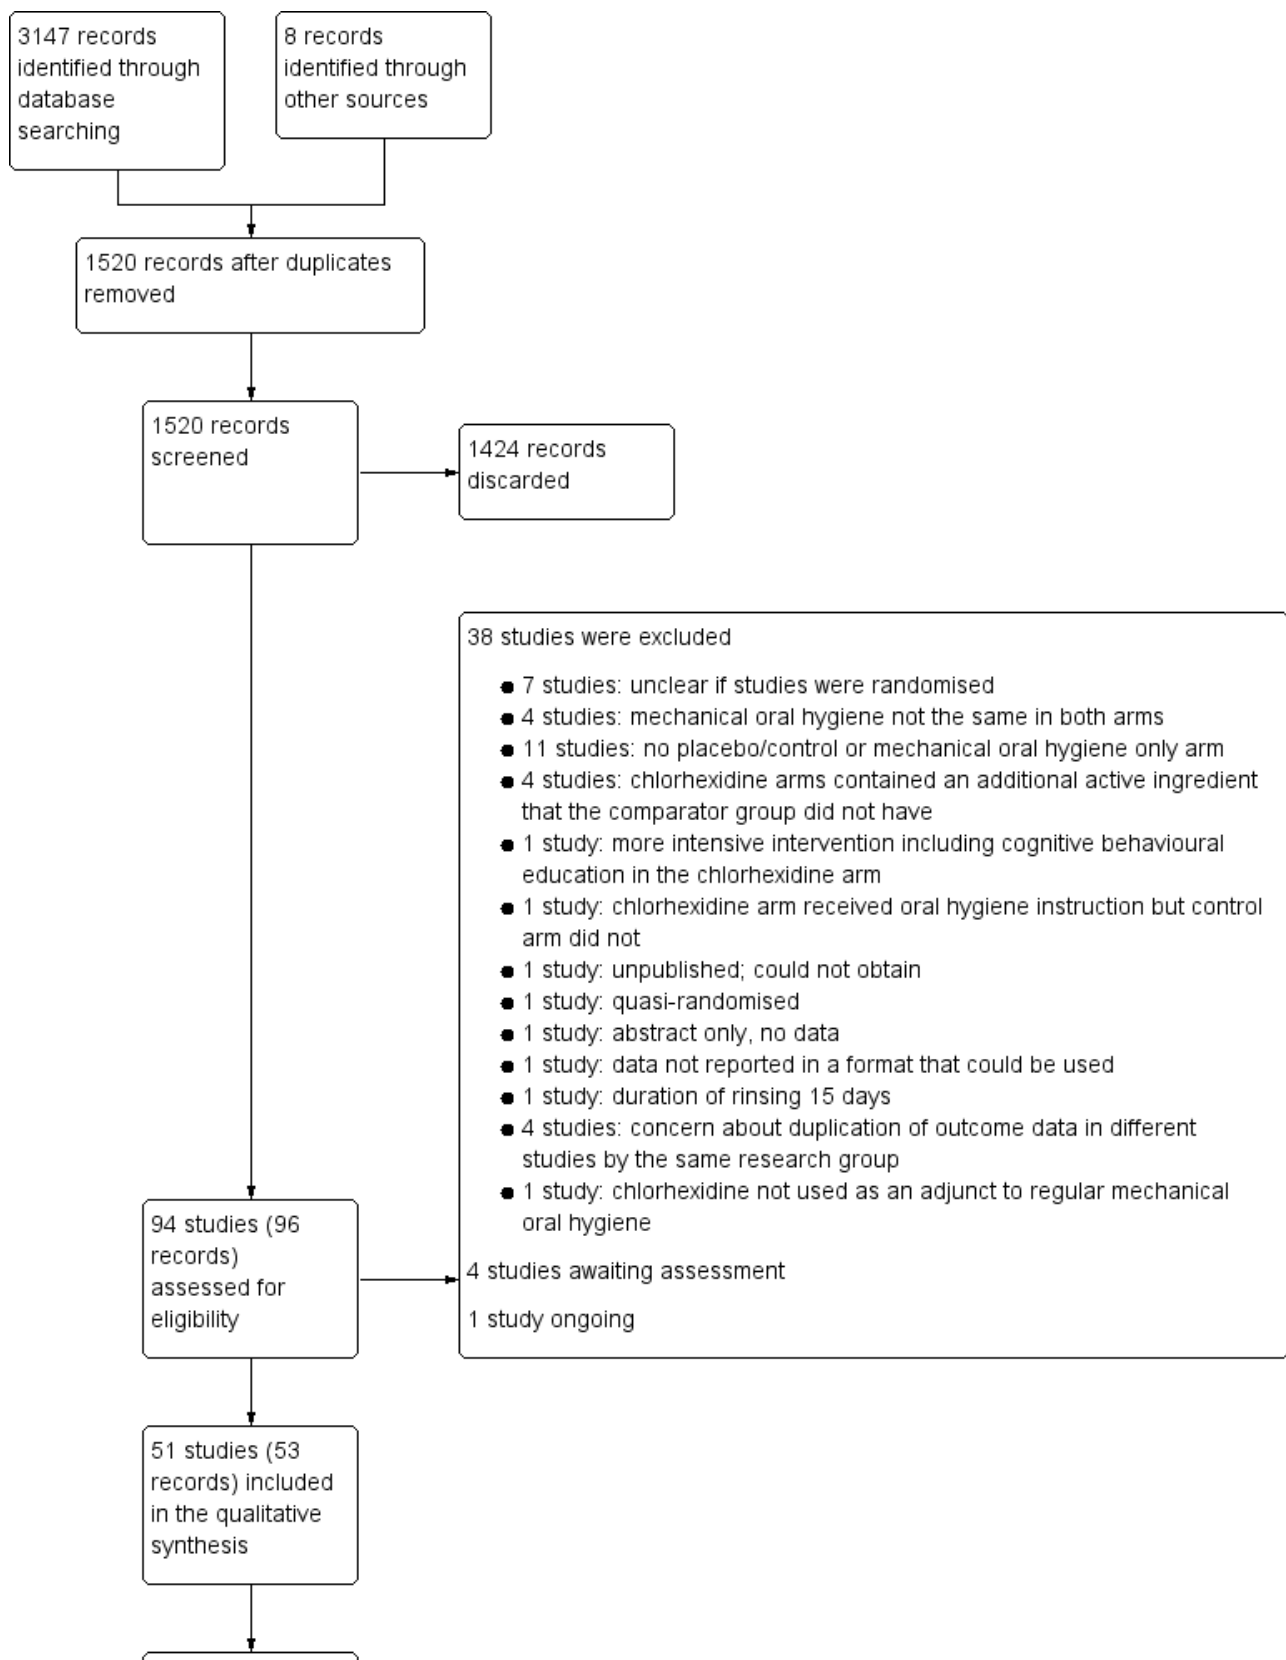 3147 records
identified through
database
searching
8 records
identified through
other sources
1520 records after duplicates
removed
1520 records
screened
1424 records
discarded
38 studies were excluded
● 7 studies: unclear if studies were randomised
● 4 studies: mechanical oral hygiene not the same in both arms
● 11 studies: no placebo/control or mechanical oral hygiene only arm
● 4 studies: chlorhexidine arms contained an additional active ingredient
that the comparator group did not have
● 1 study: more intensive intervention including cognitive behavioural
education in the chlorhexidine arm
● 1 study: chlorhexidine arm received oral hygiene instruction but control
arm did not
● 1 study: unpublished; could not obtain
● 1 study: quasi-randomised
● 1 study: abstract only, no data
● 1 study: data not reported in a format that could be used
● 1 study: duration of rinsing 15 days
● 4 studies: concern about duplication of outcome data in different
studies by the same research group
● 1 study: chlorhexidine not used as an adjunct to regular mechanical
oral hygiene
4 studies awaiting assessment
1 study ongoing
94 studies (96
records)
assessed for
eligibility
51 studies (53
records) included
in the qualitative
synthesis